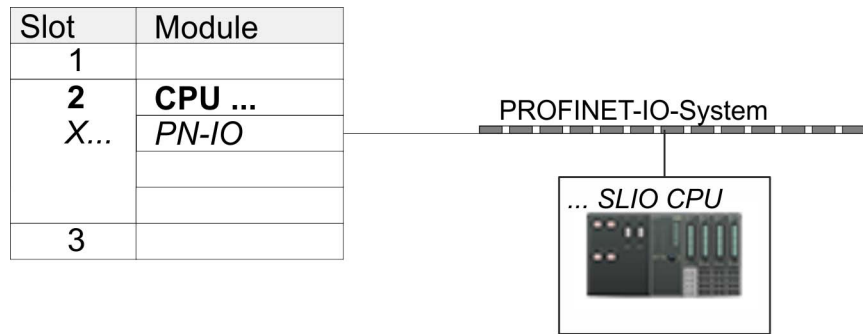 Slot Module
1
2 CPU ...
X... PN-IO
3
PROFINET-IO-System
... SLIO CPU